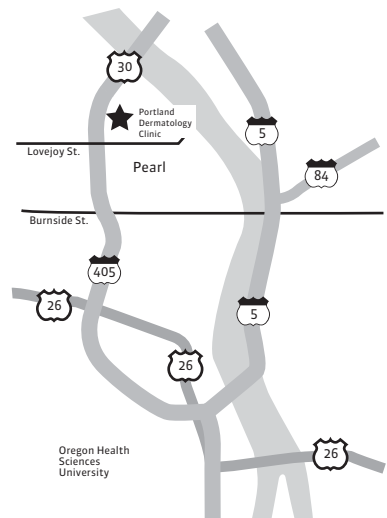 30
Portland
Dermatology
Clinic
5
Lovejoy St.
Pearl
84
Burnside St.
405
26
5
26
26
Oregon Health
Sciences
University